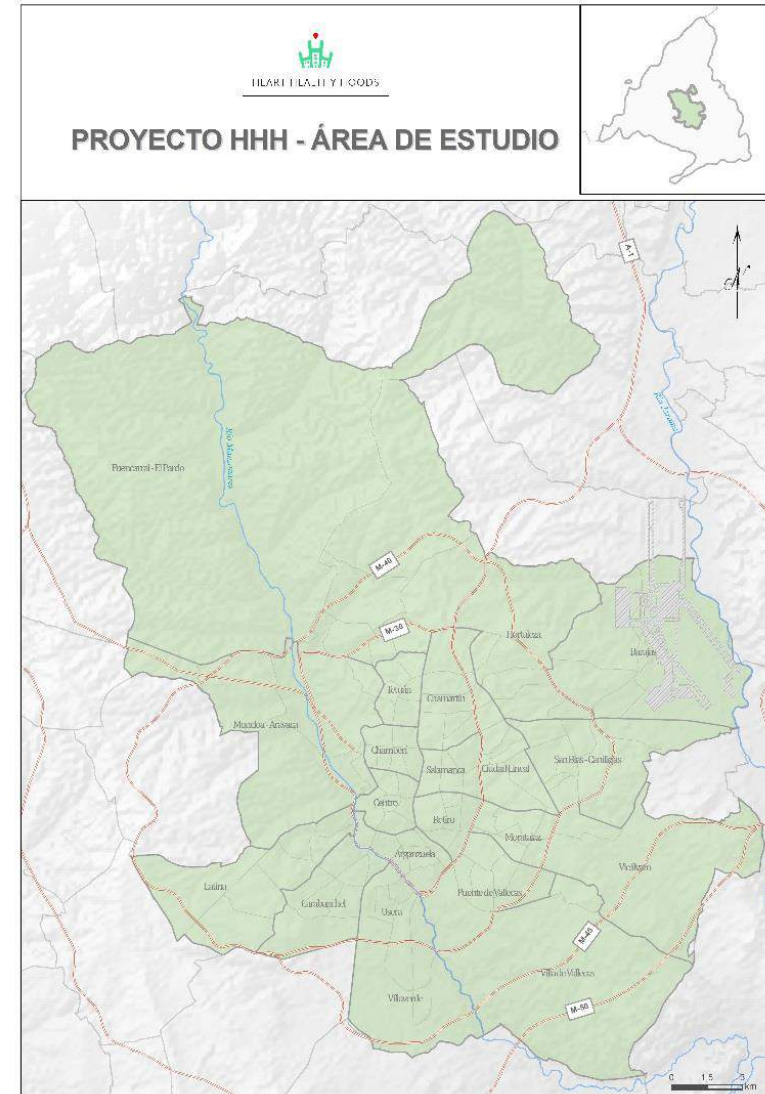 HEART HEALTHY HOODS
PROYECTO HHH - ÁREA DE ESTUDIO
A-1
Río Jarama
Río Manzanares
Fuencarral - El Pardo
M-40
M-30
Hortaleza
Barajas
Tetuán
Chamartín
Moncloa - Aravaca
Chamberí
Salamanca
Ciudad Lineal
San Blas - Canillejas
Centro
Retiro
Moratalaz
Arganzuela
Vicálvaro
Latina
Carabanchel
Usera
Puente de Vallecas
M-45
Villa de Vallecas
Villaverde
M-50
0 1,5 3
km